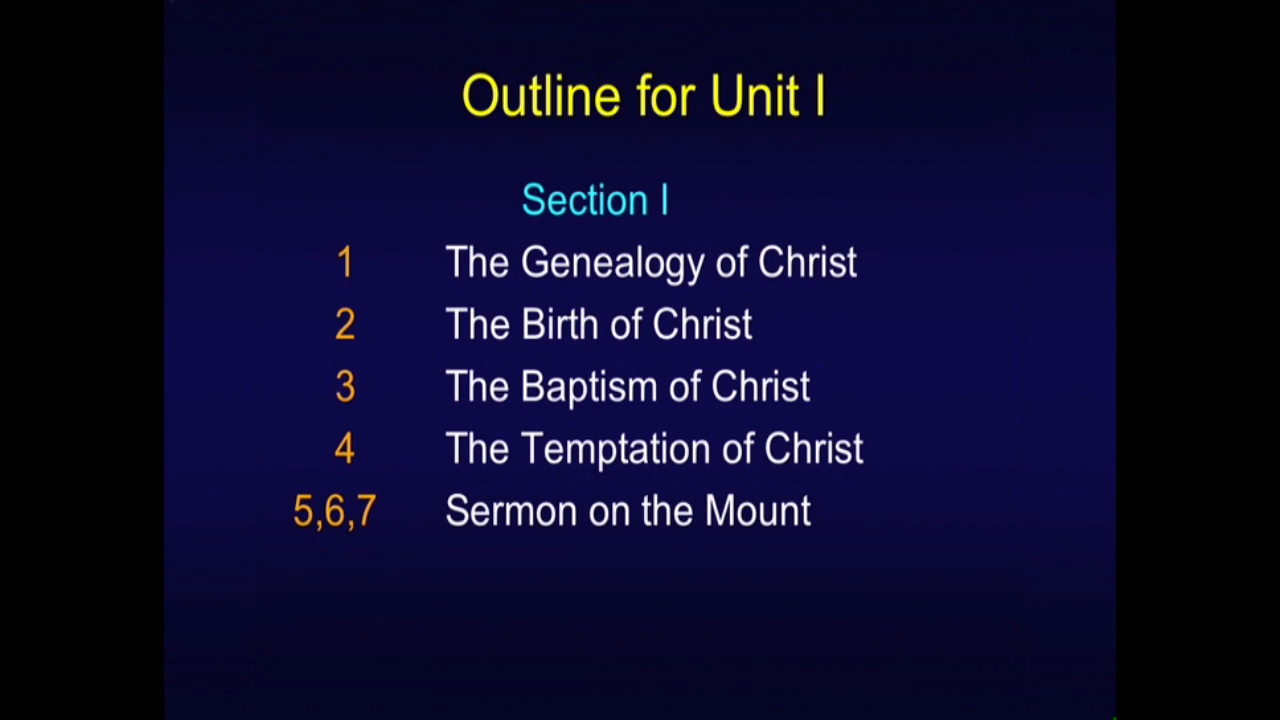 Outline for Unit I
Section I
1 The Genealogy of Christ
2 The Birth of Christ
3 The Baptism of Christ
4 The Temptation of Christ
5,6,7 Sermon on the Mount